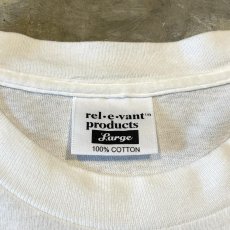 rel•e•vant™
products
Large
100% COTTON